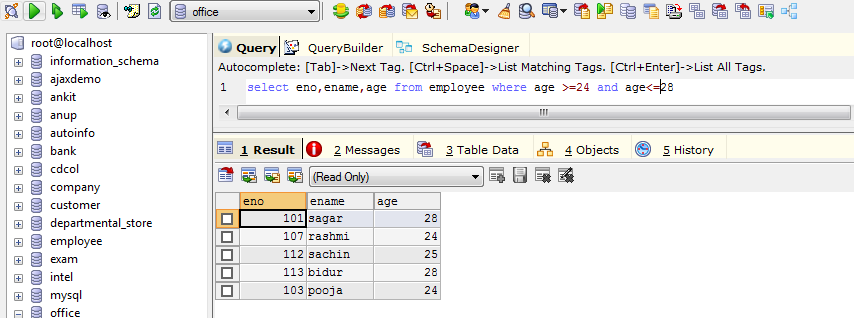 office
root@localhost
information_schema
ajaxdemo
ankit
anup
autoinfo
bank
cdcol
company
customer
departmental_store
employee
exam
intel
mysql
office
Query QueryBuilder SchemaDesigner
Autocomplete: [Tab]->Next Tag. [Ctrl+Space]->List Matching Tags. [Ctrl+Enter]->List All Tags.
1 select eno,ename,age from employee where age >=24 and age<=28
1 Result 2 Messages 3 Table Data 4 Objects 5 History
(Read Only)
eno ename age
101 sagar 28
107 rashmi 24
112 sachin 25
113 bidur 28
103 pooja 24